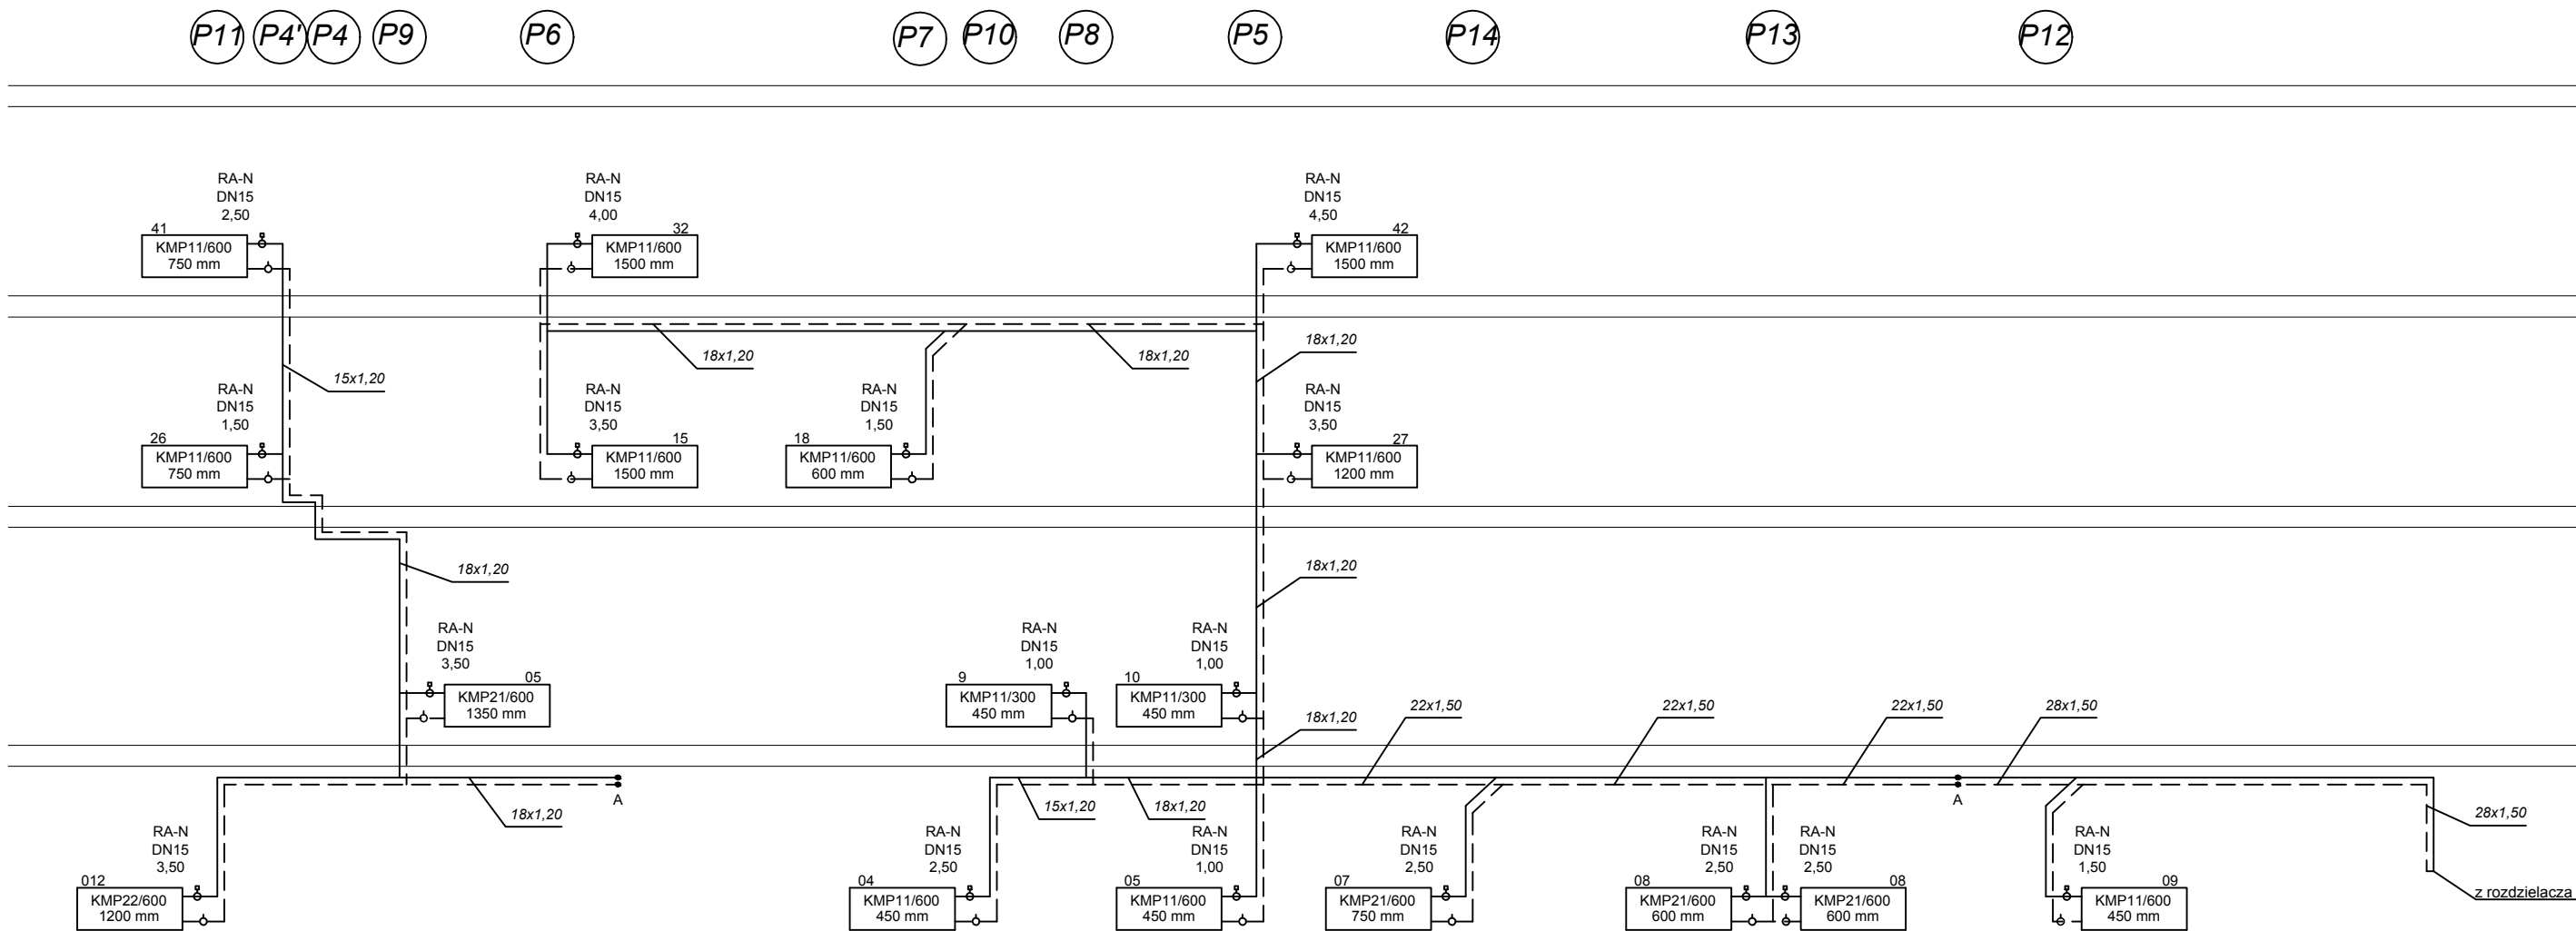 P11 P4' P4 P9 P6 P7 P10 P8 P5 P14 P13 P12
RA-N
DN15
2,50
41
KMP11/600
750 mm
RA-N
DN15
4,00
32
KMP11/600
1500 mm
RA-N
DN15
4,50
42
KMP11/600
1500 mm
18x1,20
18x1,20
18x1,20
15x1,20
RA-N
DN15
1,50
26
KMP11/600
750 mm
RA-N
DN15
3,50
15
KMP11/600
1500 mm
RA-N
DN15
1,50
18
KMP11/600
600 mm
RA-N
DN15
3,50
27
KMP11/600
1200 mm
18x1,20
18x1,20
RA-N
DN15
3,50
05
KMP21/600
1350 mm
RA-N
DN15
1,00
9
KMP11/300
450 mm
RA-N
DN15
1,00
10
KMP11/300
450 mm
18x1,20
22x1,50
22x1,50
22x1,50
28x1,50
18x1,20
A
15x1,20
18x1,20
A
28x1,50
RA-N
DN15
3,50
012
KMP22/600
1200 mm
RA-N
DN15
2,50
04
KMP11/600
450 mm
RA-N
DN15
1,00
05
KMP11/600
450 mm
RA-N
DN15
2,50
07
KMP21/600
750 mm
RA-N
DN15
2,50
08
KMP21/600
600 mm
RA-N
DN15
2,50
08
KMP21/600
600 mm
RA-N
DN15
1,50
09
KMP11/600
450 mm
z rozdzielacza